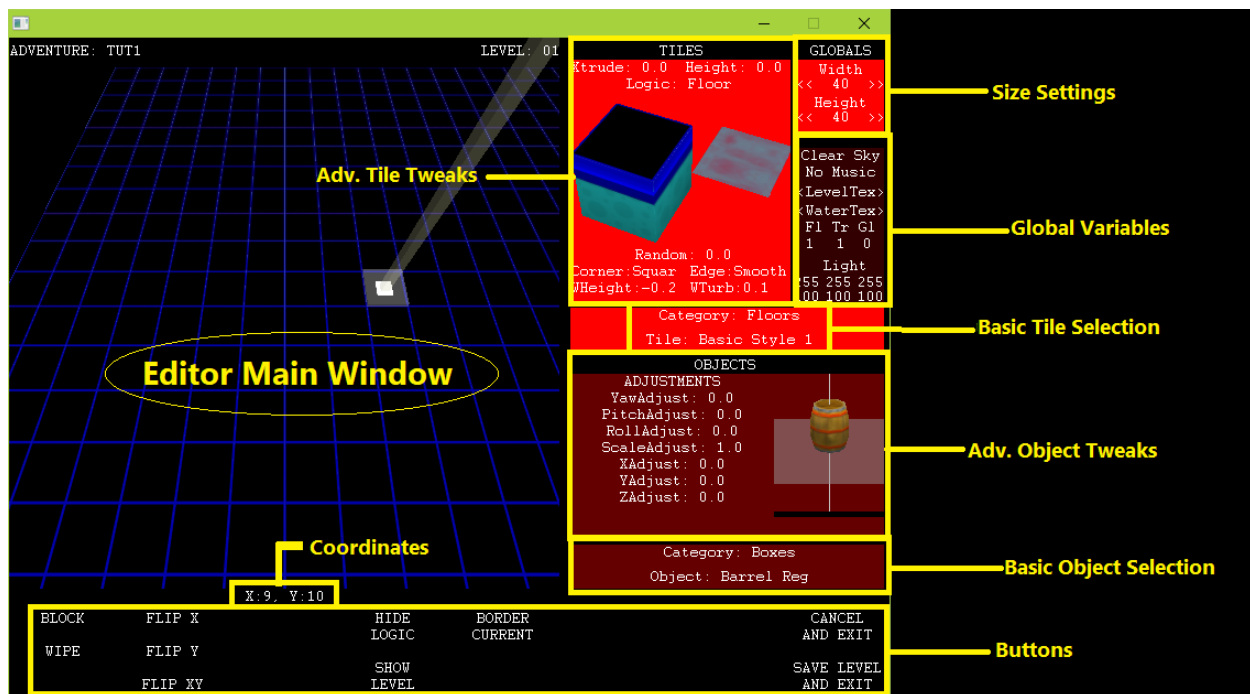 ADVENTURE: TUT1
LEVEL: 01
TILES
Xtrude: 0.0 Height: 0.0
Logic: Floor
Adv. Tile Tweaks
Random: 0.0
Corner:Squar Edge:Smooth
WHeight:-0.2 WTurb:0.1
GLOBALS
Width
<< 40 >>
Height
<< 40 >>
Size Settings
Clear Sky
No Music
<LevelTex>
<WaterTex>
Fl Tr Gl
1 1 0
Light
255 255 255
100 100 100
Global Variables
Category: Floors
Tile: Basic Style 1
Basic Tile Selection
Editor Main Window
OBJECTS
ADJUSTMENTS
YawAdjust: 0.0
PitchAdjust: 0.0
RollAdjust: 0.0
ScaleAdjust: 1.0
XAdjust: 0.0
YAdjust: 0.0
ZAdjust: 0.0
Adv. Object Tweaks
Category: Boxes
Object: Barrel Reg
Basic Object Selection
Coordinates
X:9, Y:10
BLOCK
WIPE
FLIP X
FLIP Y
FLIP XY
HIDE
LOGIC
SHOW
LEVEL
BORDER
CURRENT
CANCEL
AND EXIT
SAVE LEVEL
AND EXIT
Buttons